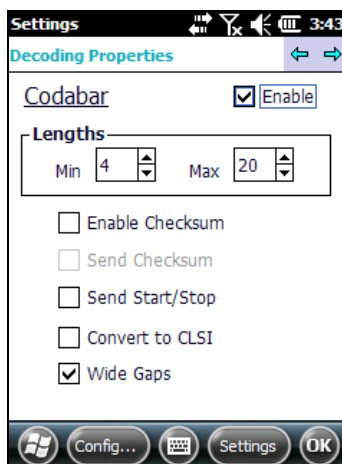 Settings 3:43
Decoding Properties
Codabar Enable
Lengths
Min 4 Max 20
Enable Checksum
Send Checksum
Send Start/Stop
Convert to CLSI
Wide Gaps
Config... Settings OK